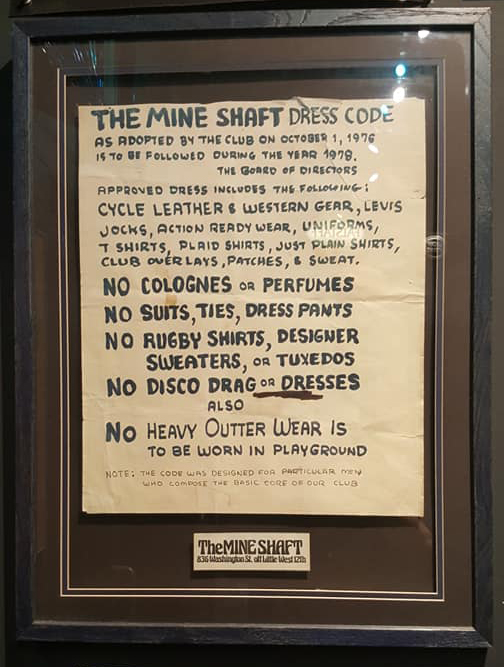 THE MINE SHAFT DRESS CODE
AS ADOPTED BY THE CLUB ON OCTOBER 1, 1976
IS TO BE FOLLOWED DURING THE YEAR 1978.
THE BOARD OF DIRECTORS
APPROVED DRESS INCLUDES THE FOLLOWING:
CYCLE LEATHER & WESTERN GEAR, LEVIS
JOCKS, ACTION READY WEAR, UNIFORMS,
T SHIRTS, PLAID SHIRTS, JUST PLAIN SHIRTS,
CLUB OVERLAYS, PATCHES, & SWEAT.
NO COLOGNES OR PERFUMES
NO SUITS, TIES, DRESS PANTS
NO RUGBY SHIRTS, DESIGNER
SWEATERS, OR TUXEDOS
NO DISCO DRAG OR DRESSES
ALSO
NO HEAVY OUTTER WEAR IS
TO BE WORN IN PLAYGROUND
NOTE: THE CODE WAS DESIGNED FOR PARTICULAR MEN
WHO COMPOSE THE BASIC CORE OF OUR CLUB
The MINE SHAFT
835 Washington St. off Little West 12th